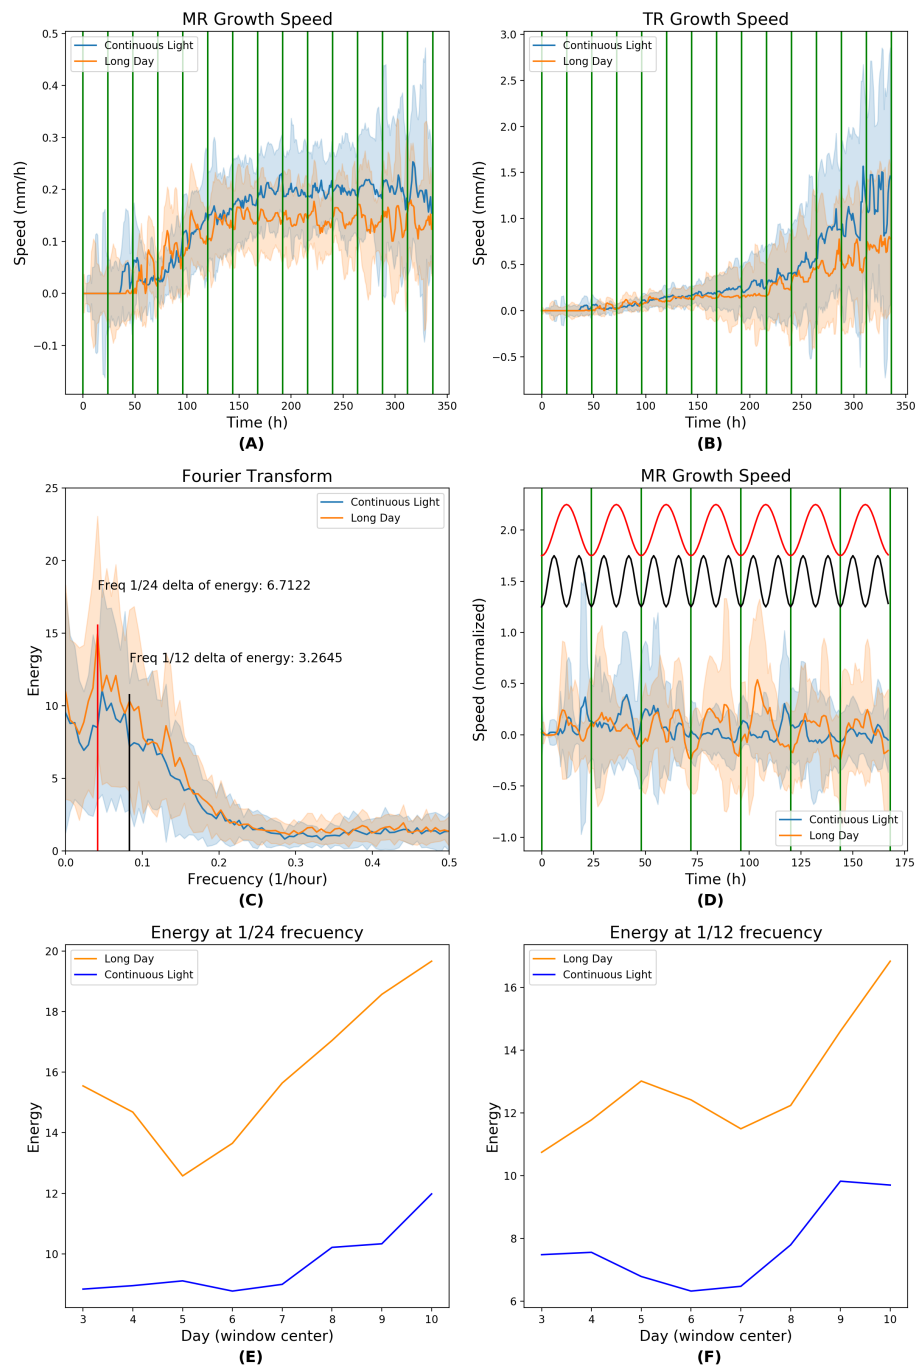 MR Growth Speed
Continuous Light
Long Day
0.5
0.4
0.3
0.2
0.1
0.0
−0.1
Speed (mm/h)
0 50 100 150 200 250 300 350
Time (h)
(A)
TR Growth Speed
Continuous Light
Long Day
3.0
2.5
2.0
1.5
1.0
0.5
0.0
−0.5
Speed (mm/h)
0 50 100 150 200 250 300 350
Time (h)
(B)
Fourier Transform
Continuous Light
Long Day
25
20
15
10
5
0
Energy
Freq 1/24 delta of energy: 6.7122
Freq 1/12 delta of energy: 3.2645
0.0 0.1 0.2 0.3 0.4 0.5
Frecuency (1/hour)
(C)
MR Growth Speed
2.0
1.5
1.0
0.5
0.0
−0.5
−1.0
Speed (normalized)
Continuous Light
Long Day
0 25 50 75 100 125 150 175
Time (h)
(D)
Energy at 1/24 frecuency
Long Day
Continuous Light
20
18
16
14
12
10
Energy
3 4 5 6 7 8 9 10
Day (window center)
(E)
Energy at 1/12 frecuency
Long Day
Continuous Light
16
14
12
10
8
6
Energy
3 4 5 6 7 8 9 10
Day (window center)
(F)